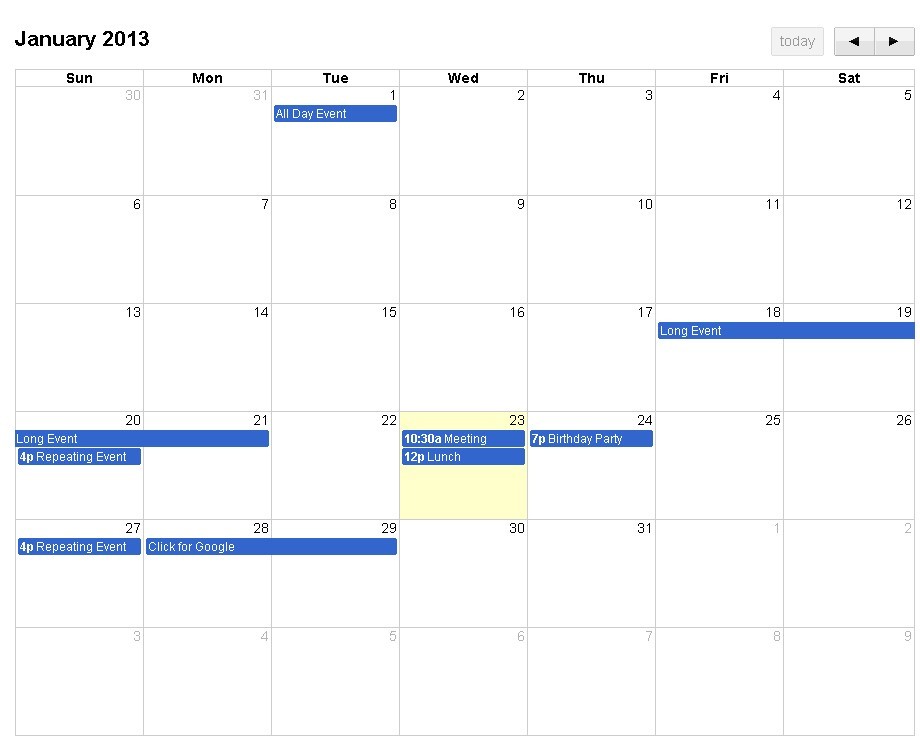 January 2013
today
Sun Mon Tue Wed Thu Fri Sat
30 31 1 2 3 4 5
All Day Event
6 7 8 9 10 11 12
13 14 15 16 17 18 19
Long Event
20 21 22 23 24 25 26
Long Event 10:30a Meeting 7p Birthday Party
4p Repeating Event 12p Lunch
27 28 29 30 31 1 2
4p Repeating Event Click for Google
3 4 5 6 7 8 9